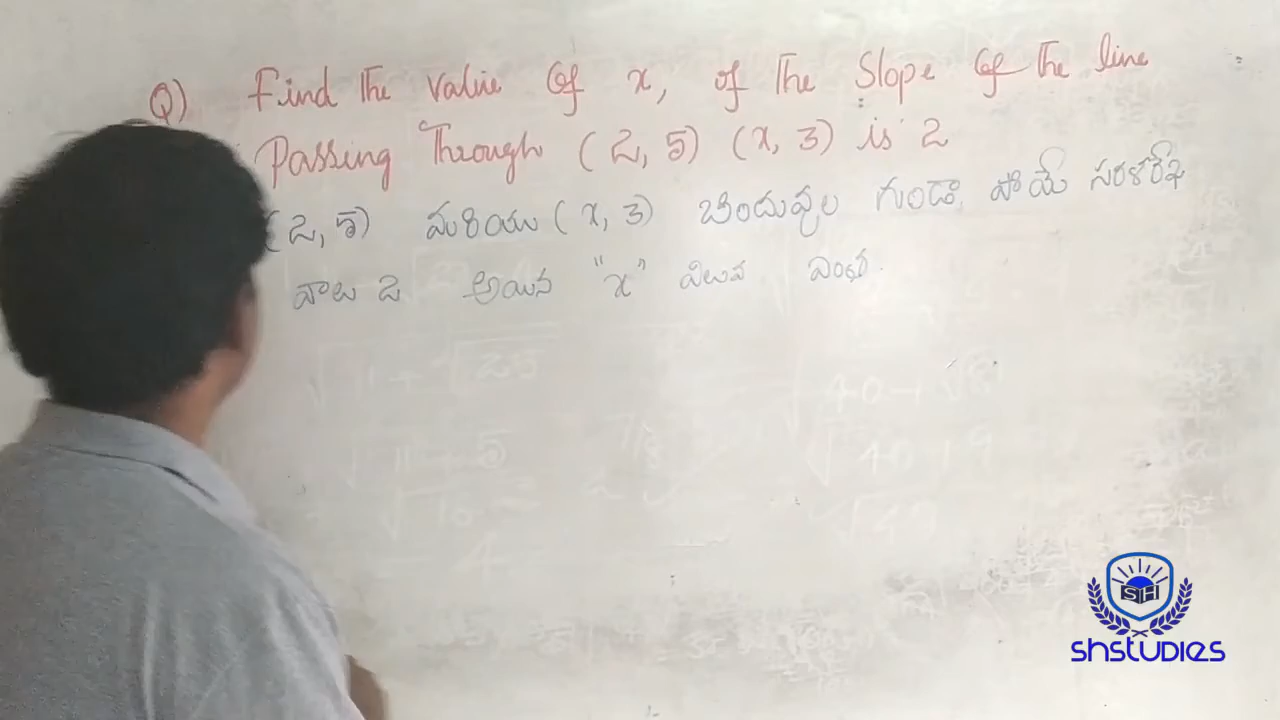 Q) Find The Value Of x, of The Slope Of The line
Passing Through (2, 5) (x, 3) is 2
(2, 5) మరియు (x, 3) బిందువుల గుండా పోయే సరళరేఖ
వాలు 2 అయిన "x" విలువ ఎంత.
SH
SHSTUDIES